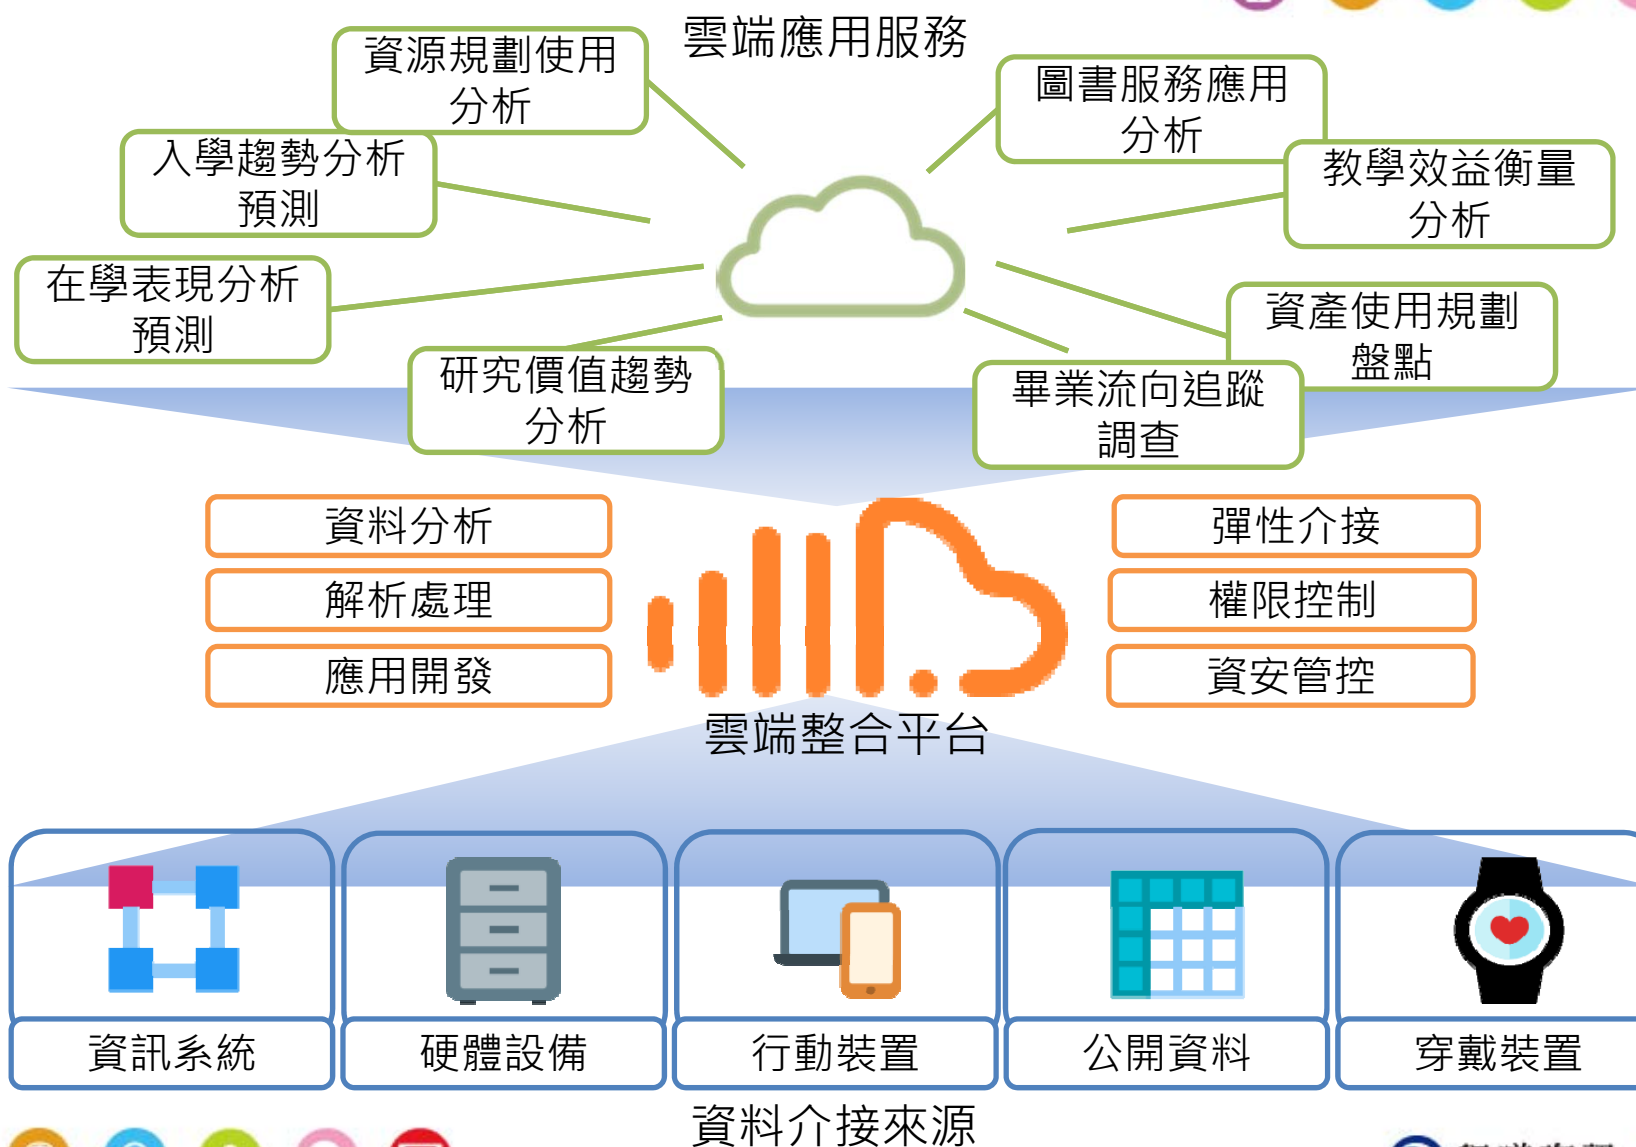 雲端應用服務
資源規劃使用
分析
圖書服務應用
分析
入學趨勢分析
預測
教學效益衡量
分析
在學表現分析
預測
資產使用規劃
盤點
研究價值趨勢
分析
畢業流向追蹤
調查
資料分析
彈性介接
解析處理
權限控制
應用開發
資安管控
雲端整合平台
資訊系統
硬體設備
行動裝置
公開資料
穿戴裝置
資料介接來源